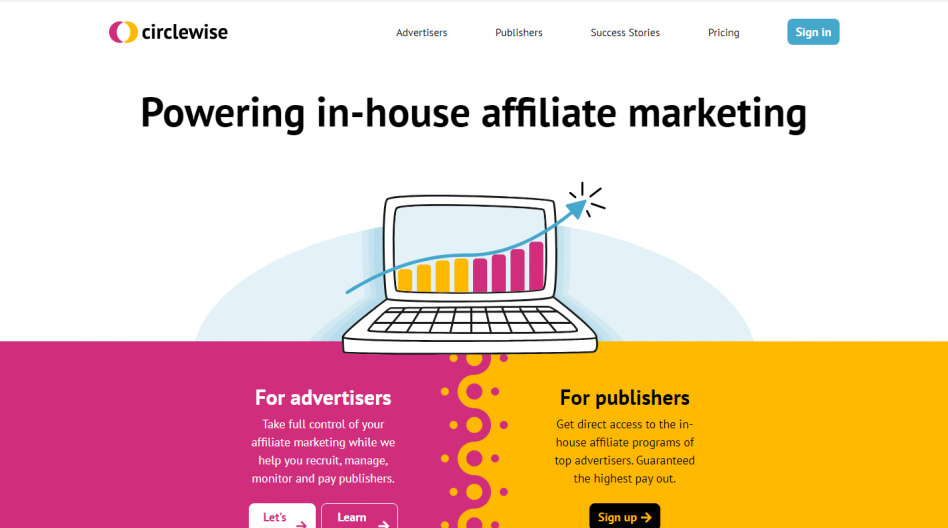 circlewise
Advertisers
Publishers
Success Stories
Pricing
Sign in
Powering in-house affiliate marketing
For advertisers
Take full control of your
affiliate marketing while we
help you recruit, manage,
monitor and pay publishers.
Let's
Learn
For publishers
Get direct access to the in-
house affiliate programs of
top advertisers. Guaranteed
the highest pay out.
Sign up